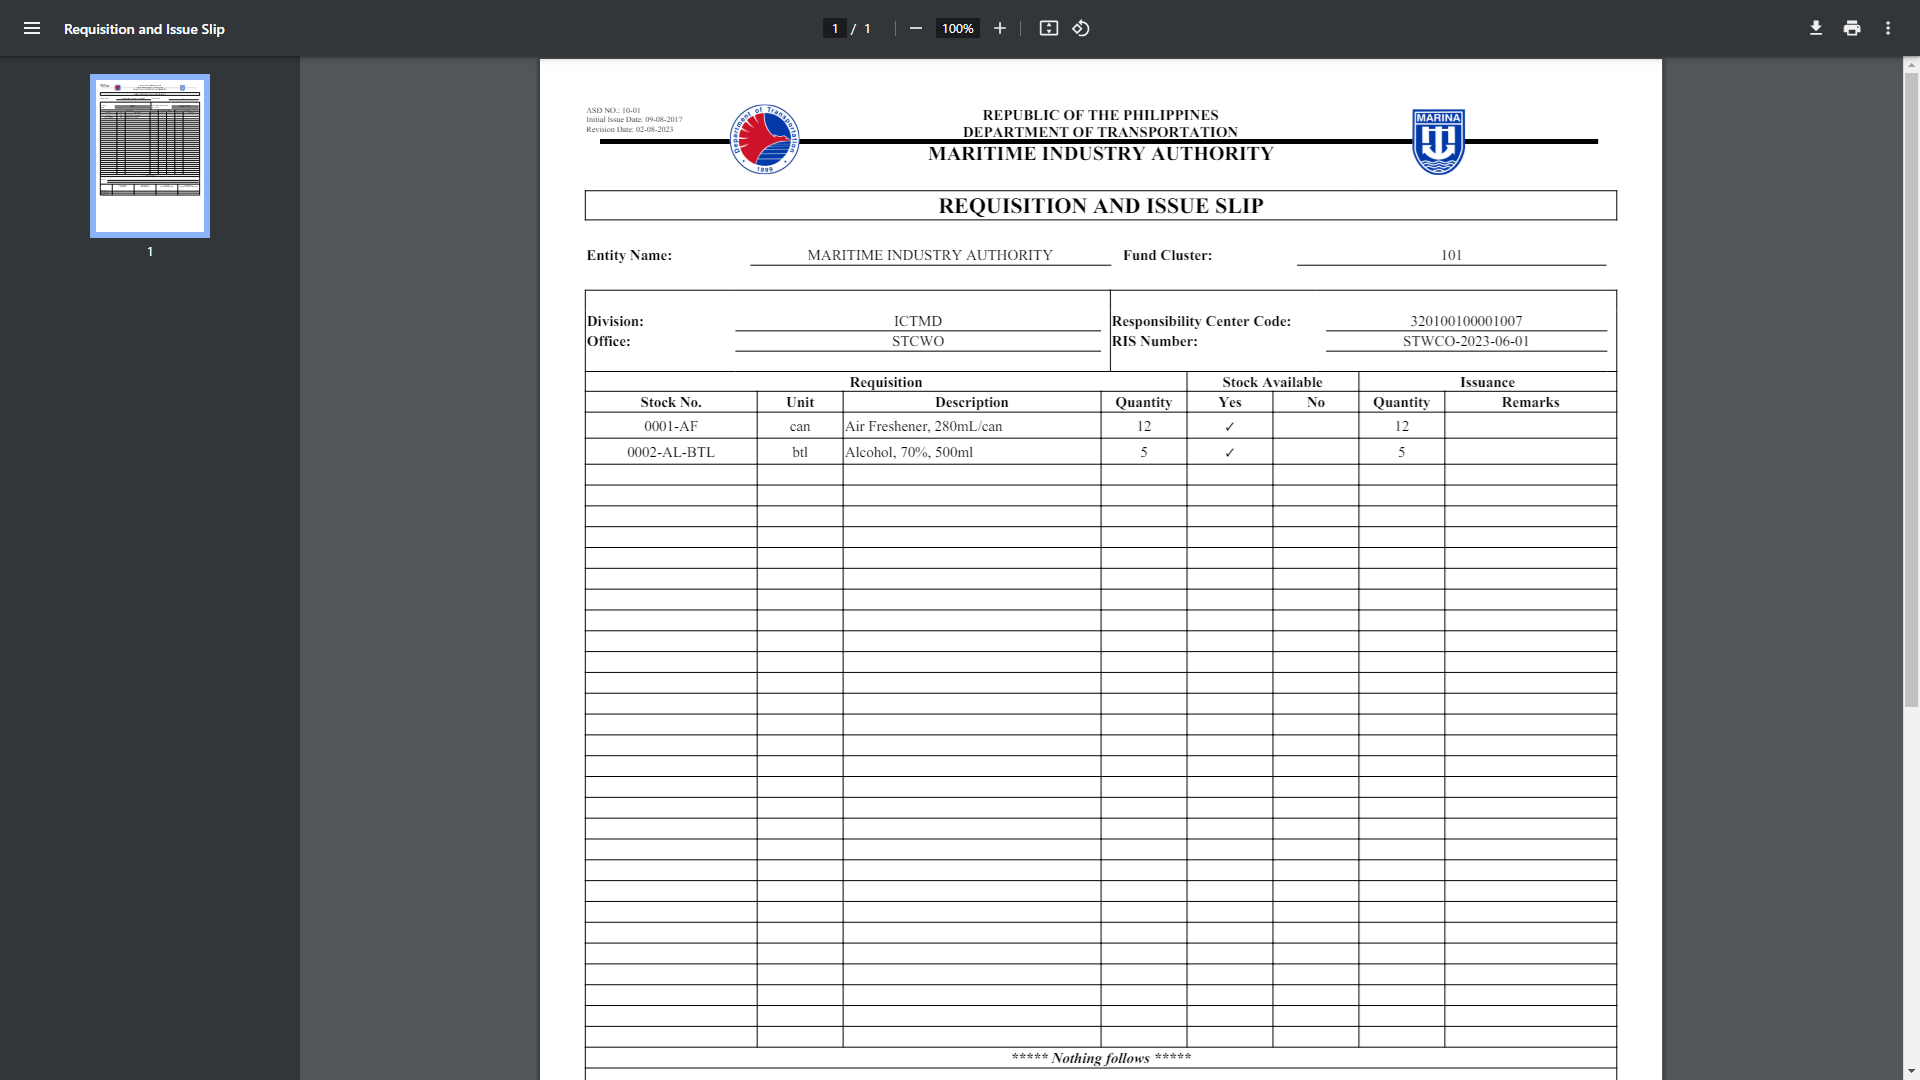 Requisition and Issue Slip
1 / 1
100%
1
ASD NO.: 10-01
Initial Issue Date: 09-08-2017
Revision Date: 02-08-2023
Department of Transportation
1899
REPUBLIC OF THE PHILIPPINES
DEPARTMENT OF TRANSPORTATION
MARITIME INDUSTRY AUTHORITY
MARINA
REQUISITION AND ISSUE SLIP
Entity Name: MARITIME INDUSTRY AUTHORITY Fund Cluster: 101
Division: ICTMD Responsibility Center Code: 320100100001007
Office: STCWO RIS Number: STWCO-2023-06-01
Requisition Stock Available Issuance
Stock No. Unit Description Quantity Yes No Quantity Remarks
0001-AF can Air Freshener, 280mL/can 12 ✓ 12
0002-AL-BTL btl Alcohol, 70%, 500ml 5 ✓ 5
***** Nothing follows *****